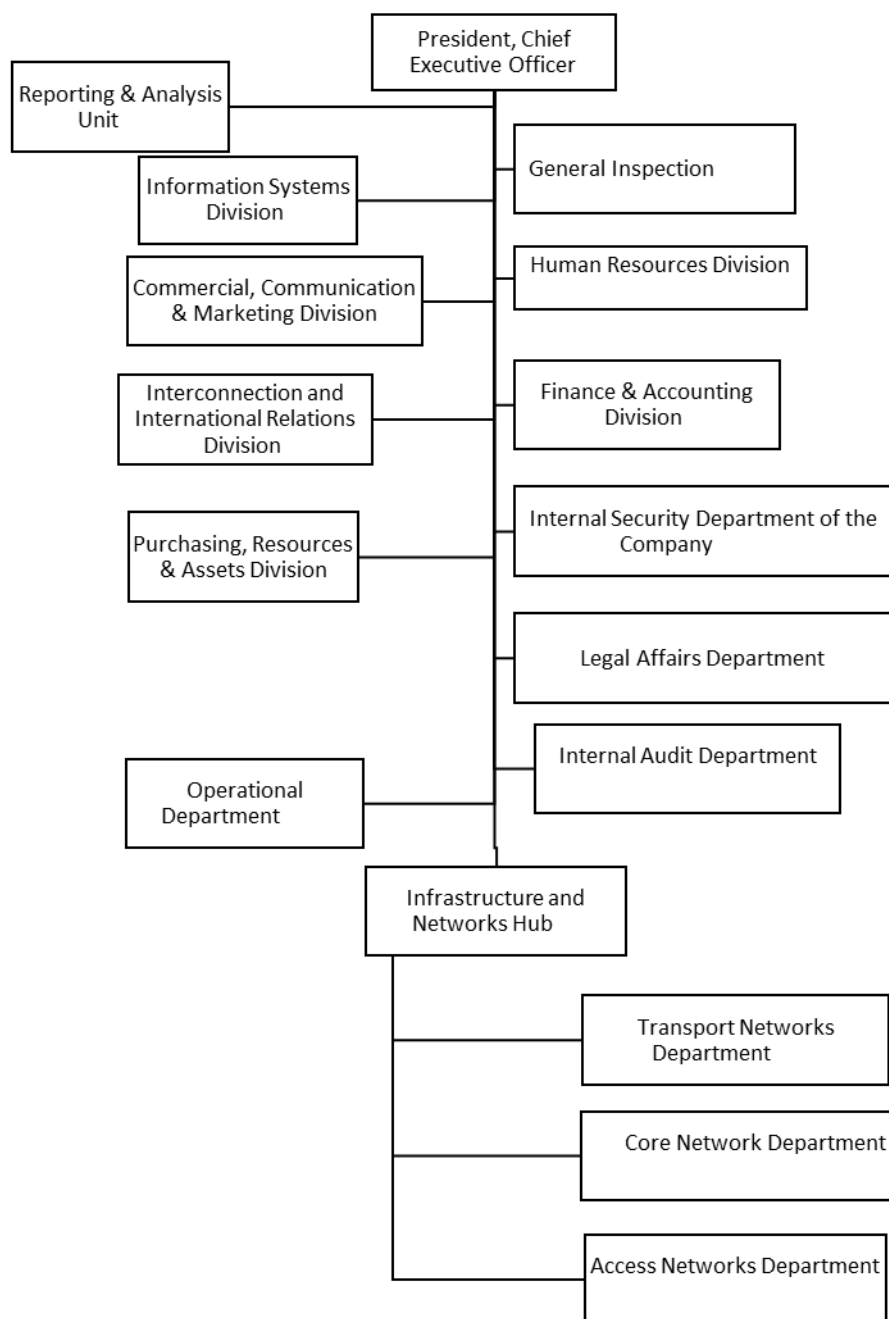 President, Chief
Executive Officer
Reporting & Analysis
Unit
General Inspection
Information Systems
Division
Human Resources Division
Commercial, Communication
& Marketing Division
Interconnection and
International Relations
Division
Finance & Accounting
Division
Internal Security Department of the
Company
Purchasing, Resources
& Assets Division
Legal Affairs Department
Internal Audit Department
Operational
Department
Infrastructure and
Networks Hub
Transport Networks
Department
Core Network Department
Access Networks Department